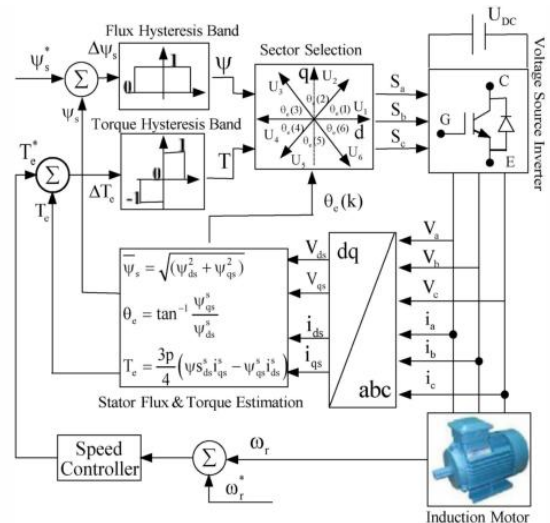 Flux Hysteresis Band
U_DC
ψ_s^*
Σ
Δψ_s
0
1
ψ
Sector Selection
q
U_2
U_3
θ_e(2)
θ_e(3)
θ_e(1)
U_1
d
U_4
θ_e(4)
θ_e(5)
θ_e(6)
U_5
U_6
S_a
S_b
S_c
Voltage Source Inverter
C
G
E
ψ_s
T_e^*
Σ
Torque Hysteresis Band
ΔT_e
0
1
-1
T
T_e
θ_e(k)
ψ̅_s = √(ψ_ds^2 + ψ_qs^2)
θ_e = tan^-1 ψ_qs^s / ψ_ds^s
T_e = 3p/4 (ψs_ds^s i_qs^s − ψ_qs^s i_ds^s)
Stator Flux & Torque Estimation
V_ds
V_qs
i_ds
i_qs
dq
abc
V_a
V_b
V_c
i_a
i_b
i_c
Speed
Controller
Σ
ω_r
ω_r^*
Induction Motor